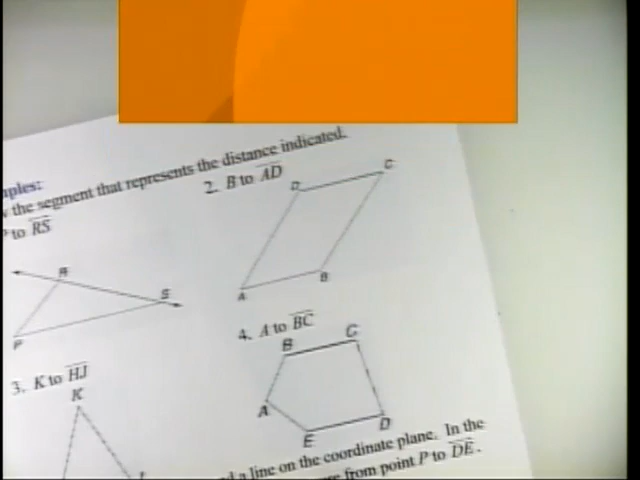 the segment that represents the distance indicated.
to RS
2. B to AD
D
C
A
B
R
S
P
3. K to HJ
K
4. A to BC
B
C
A
E
D
a line on the coordinate plane. In the
from point P to DE.